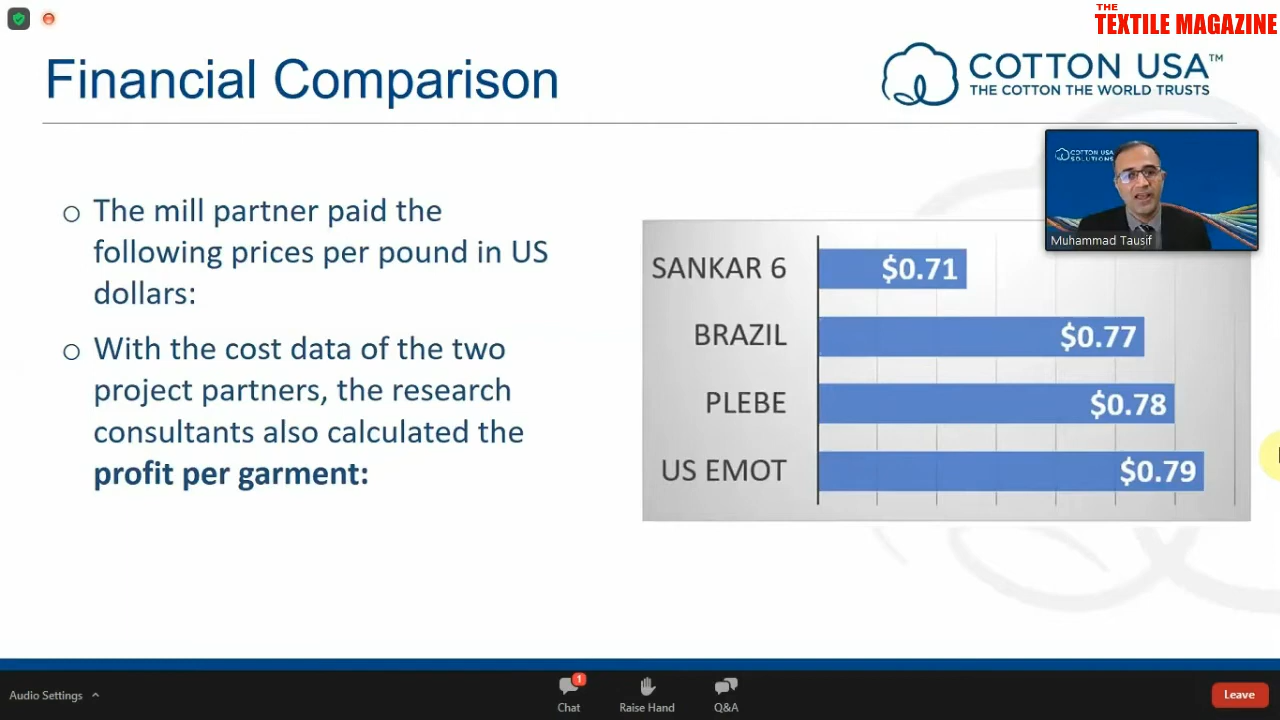 THE
TEXTILE MAGAZINE
Financial Comparison
COTTON USA™
THE COTTON THE WORLD TRUSTS
COTTON USA
SOLUTIONS
Muhammad Tausif
○ The mill partner paid the
following prices per pound in US
dollars:
○ With the cost data of the two
project partners, the research
consultants also calculated the
profit per garment:
SANKAR 6 $0.71
BRAZIL $0.77
PLEBE $0.78
US EMOT $0.79
Audio Settings
1
Chat
Raise Hand
Q&A
Leave